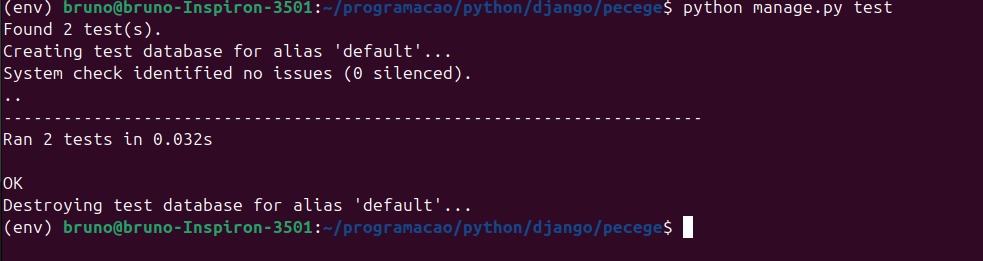 (env) bruno@bruno-Inspiron-3501:~/programacao/python/django/pecege$ python manage.py test
Found 2 test(s).
Creating test database for alias 'default'...
System check identified no issues (0 silenced).
..
----------------------------------------------------------------------
Ran 2 tests in 0.032s
OK
Destroying test database for alias 'default'...
(env) bruno@bruno-Inspiron-3501:~/programacao/python/django/pecege$